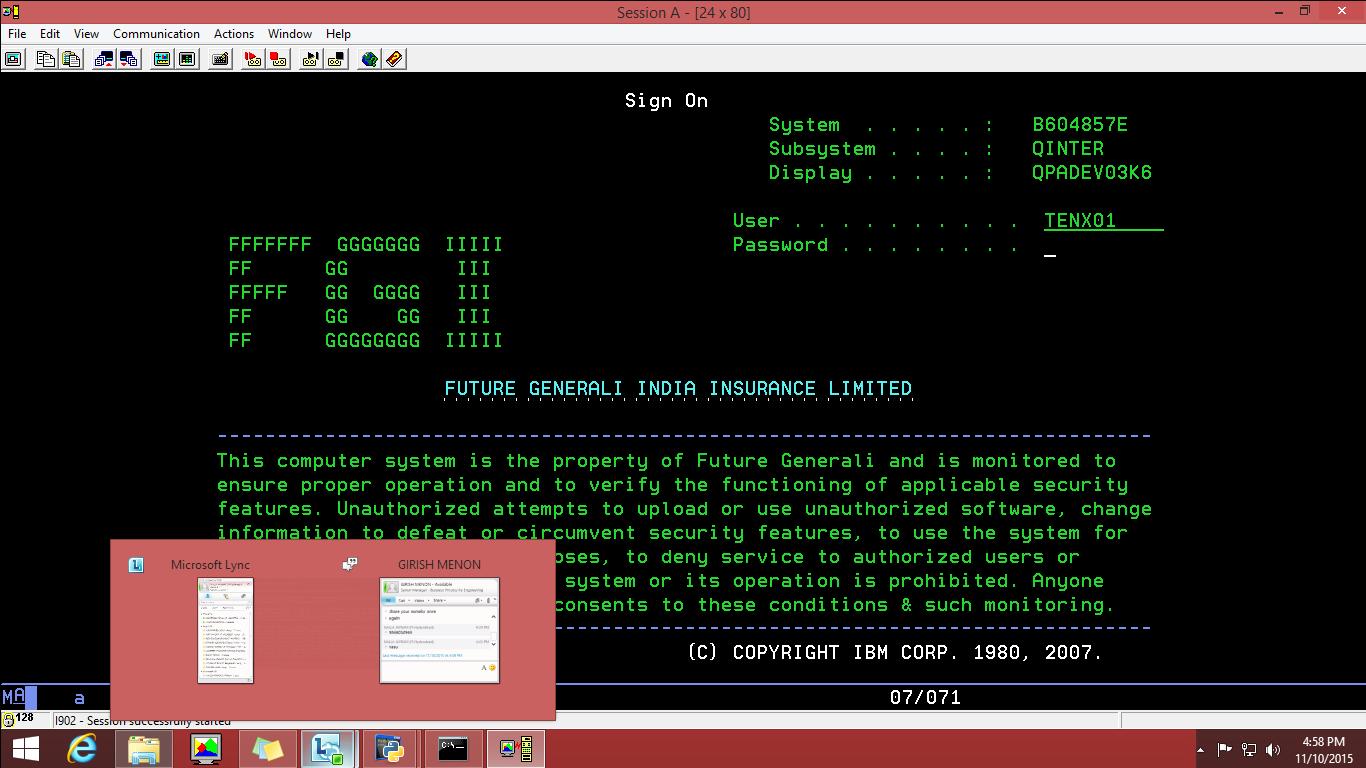 Session A - [24 x 80]
File Edit View Communication Actions Window Help
Sign On
System . . . . . : B604857E
Subsystem . . . . : QINTER
Display . . . . . : QPADEV03K6
User . . . . . . . . . . TENX01
Password . . . . . . . .
FFFFFFF GGGGGGG IIIII
FF GG III
FFFFF GG GGGG III
FF GG GG III
FF GGGGGGGG IIIII
FUTURE GENERALI INDIA INSURANCE LIMITED
This computer system is the property of Future Generali and is monitored to
ensure proper operation and to verify the functioning of applicable security
features. Unauthorized attempts to upload or use unauthorized software, change
information to defeat or circumvent security features, to use the system for
oses, to deny service to authorized users or
system or its operation is prohibited. Anyone
consents to these conditions & such monitoring.
(C) COPYRIGHT IBM CORP. 1980, 2007.
Microsoft Lync GIRISH MENON
GIRISH MENON - Available
MA a 07/071
128 I902 - Session successfully started
4:58 PM
11/10/2015